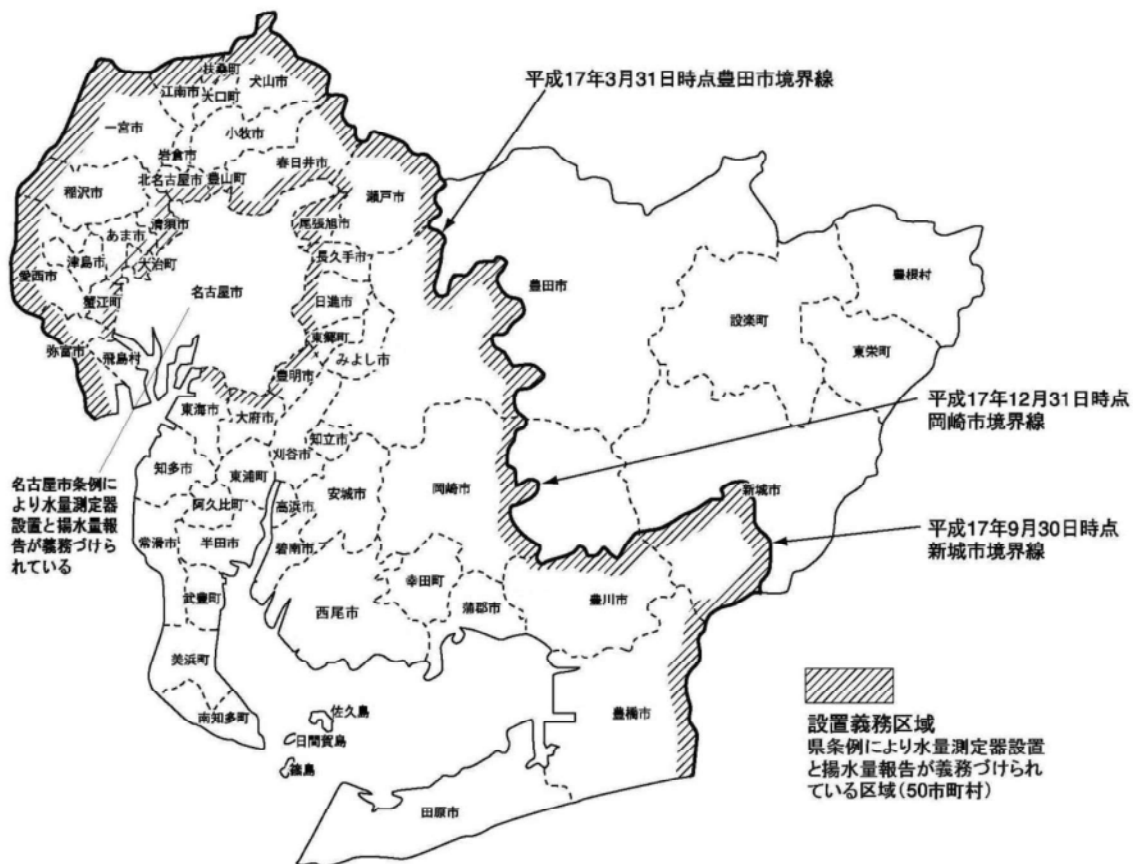 扶桑町
犬山市
平成17年3月31日時点豊田市境界線
江南市
大口町
一宮市
小牧市
岩倉市
春日井市
北名古屋市
豊山町
稲沢市
瀬戸市
清須市
尾張旭市
あま市
津島市
大治町
長久手市
愛西市
豊田市
豊根村
名古屋市
蟹江町
日進市
設楽町
東郷町
弥富市
飛島村
みよし市
東栄町
豊明市
平成17年12月31日時点
岡崎市境界線
東海市
大府市
知立市
刈谷市
知多市
東浦町
名古屋市条例に
より水量測定器
設置と揚水量報
告が義務づけら
れている
安城市
岡崎市
新城市
阿久比町
高浜市
平成17年9月30日時点
新城市境界線
常滑市
半田市
碧南市
幸田町
武豊町
西尾市
蒲郡市
豊川市
美浜町
南知多町
佐久島
豊橋市
日間賀島
設置義務区域
県条例により水量測定器設置
と揚水量報告が義務づけられ
ている区域(50市町村)
篠島
田原市